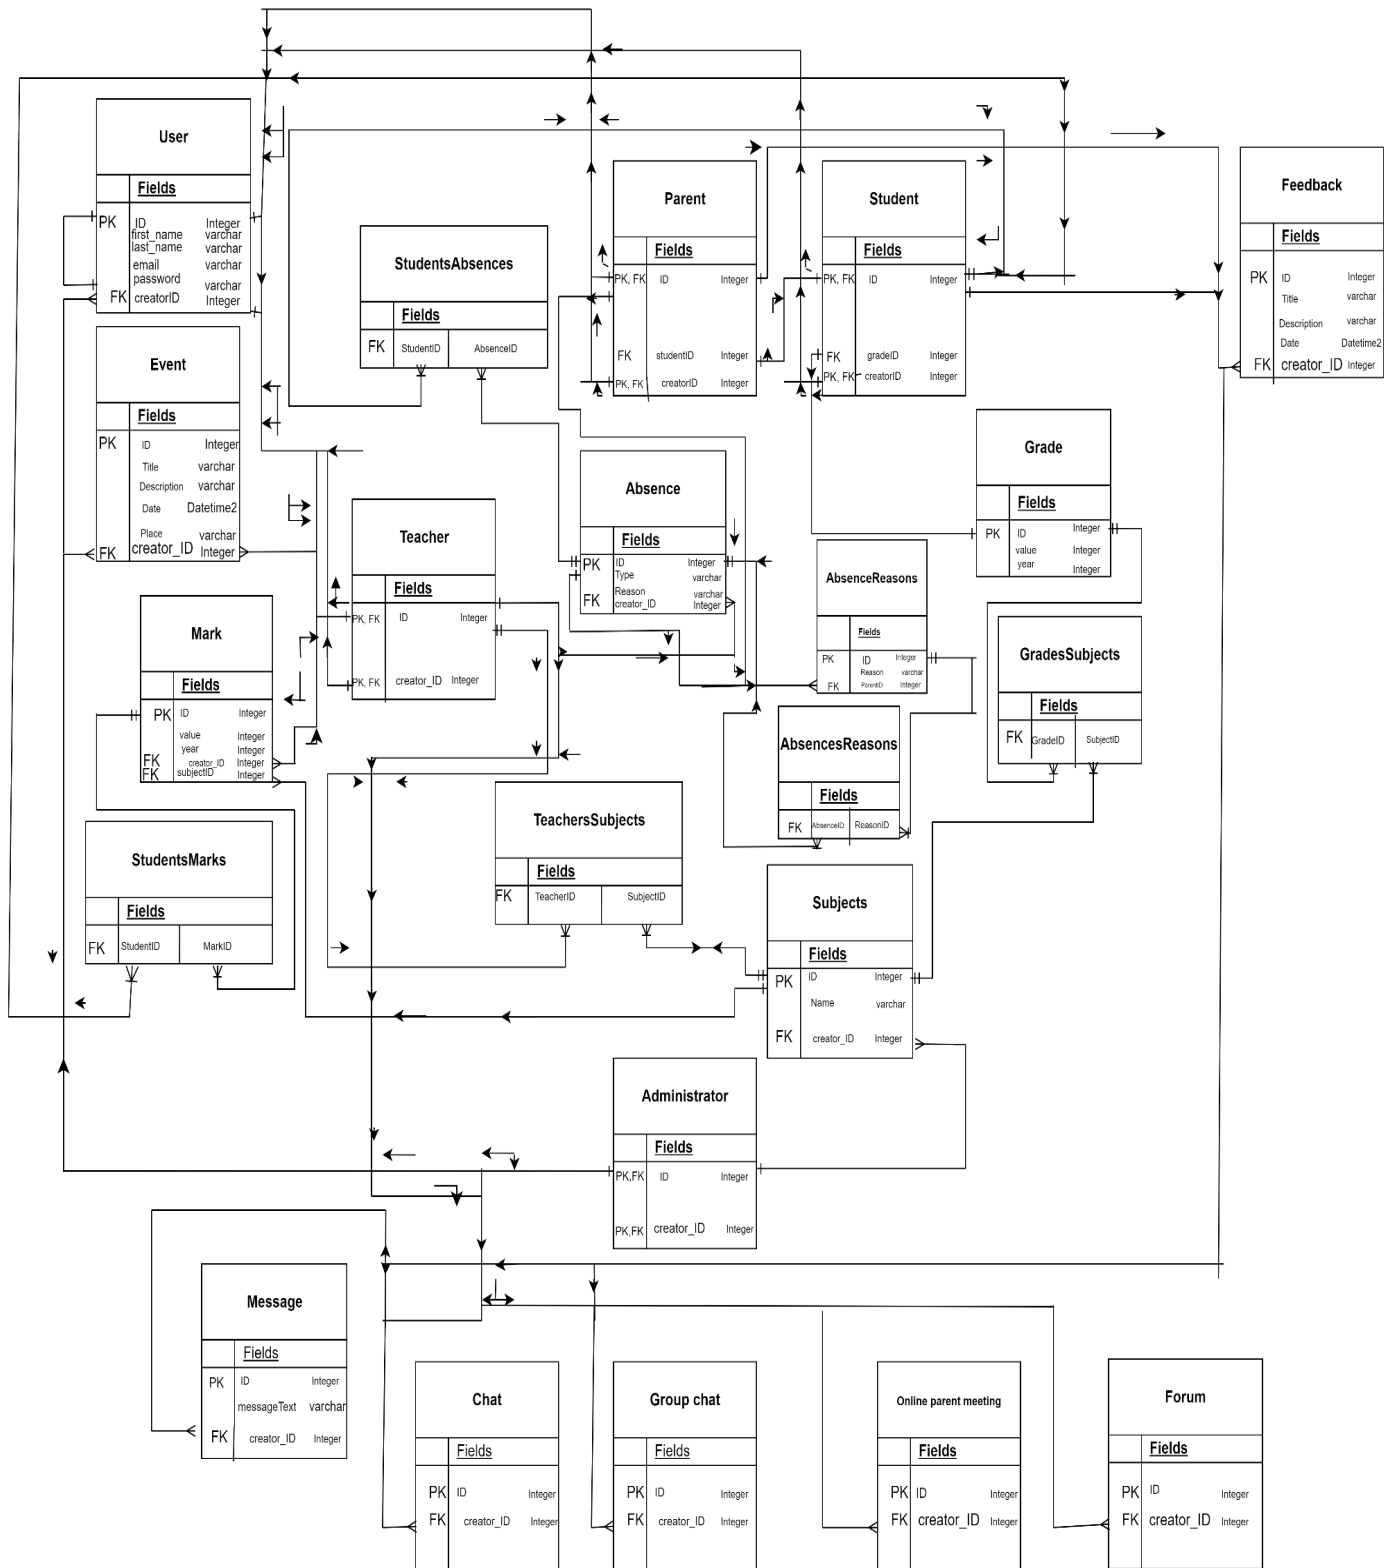 User
Fields
PK ID Integer
first_name varchar
last_name varchar
email varchar
password varchar
FK creatorID Integer
Event
Fields
PK ID Integer
Title varchar
Description varchar
Date Datetime2
Place varchar
FK creator_ID Integer
StudentsAbsences
Fields
FK StudentID AbsenceID
Parent
Fields
PK, FK ID Integer
FK studentID Integer
PK, FK creatorID Integer
Student
Fields
PK, FK ID Integer
FK gradeID Integer
PK, FK creatorID Integer
Feedback
Fields
PK ID Integer
Title varchar
Description varchar
Date Datetime2
FK creator_ID Integer
Grade
Fields
PK ID Integer
value Integer
year Integer
Absence
Fields
PK ID Integer
Type varchar
Reason varchar
FK creator_ID Integer
Teacher
Fields
PK, FK ID Integer
PK, FK creator_ID Integer
AbsenceReasons
Fields
PK ID Integer
Reason varchar
FK ParentID Integer
GradesSubjects
Fields
FK GradeID SubjectID
Mark
Fields
PK ID Integer
value Integer
year Integer
FK creator_ID Integer
FK subjectID Integer
AbsencesReasons
Fields
FK AbsenceID ReasonID
TeachersSubjects
Fields
FK TeacherID SubjectID
StudentsMarks
Fields
FK StudentID MarkID
Subjects
Fields
PK ID Integer
Name varchar
FK creator_ID Integer
Administrator
Fields
PK,FK ID Integer
PK,FK creator_ID Integer
Message
Fields
PK ID Integer
messageText varchar
FK creator_ID Integer
Chat
Fields
PK ID Integer
FK creator_ID Integer
Group chat
Fields
PK ID Integer
FK creator_ID Integer
Online parent meeting
Fields
PK ID Integer
FK creator_ID Integer
Forum
Fields
PK ID Integer
FK creator_ID Integer